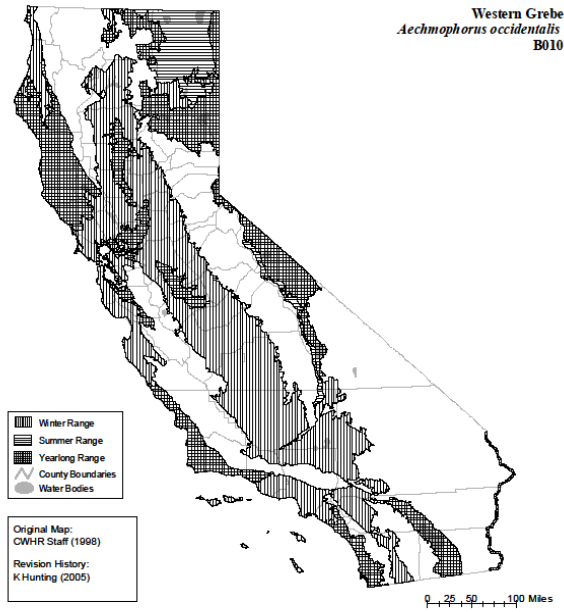 Western Grebe
Aechmophorus occidentalis
B010
Winter Range
Summer Range
Yearlong Range
County Boundaries
Water Bodies
Original Map:
CWHR Staff (1998)
Revision History:
K Hunting (2005)
0 25 50 100 Miles